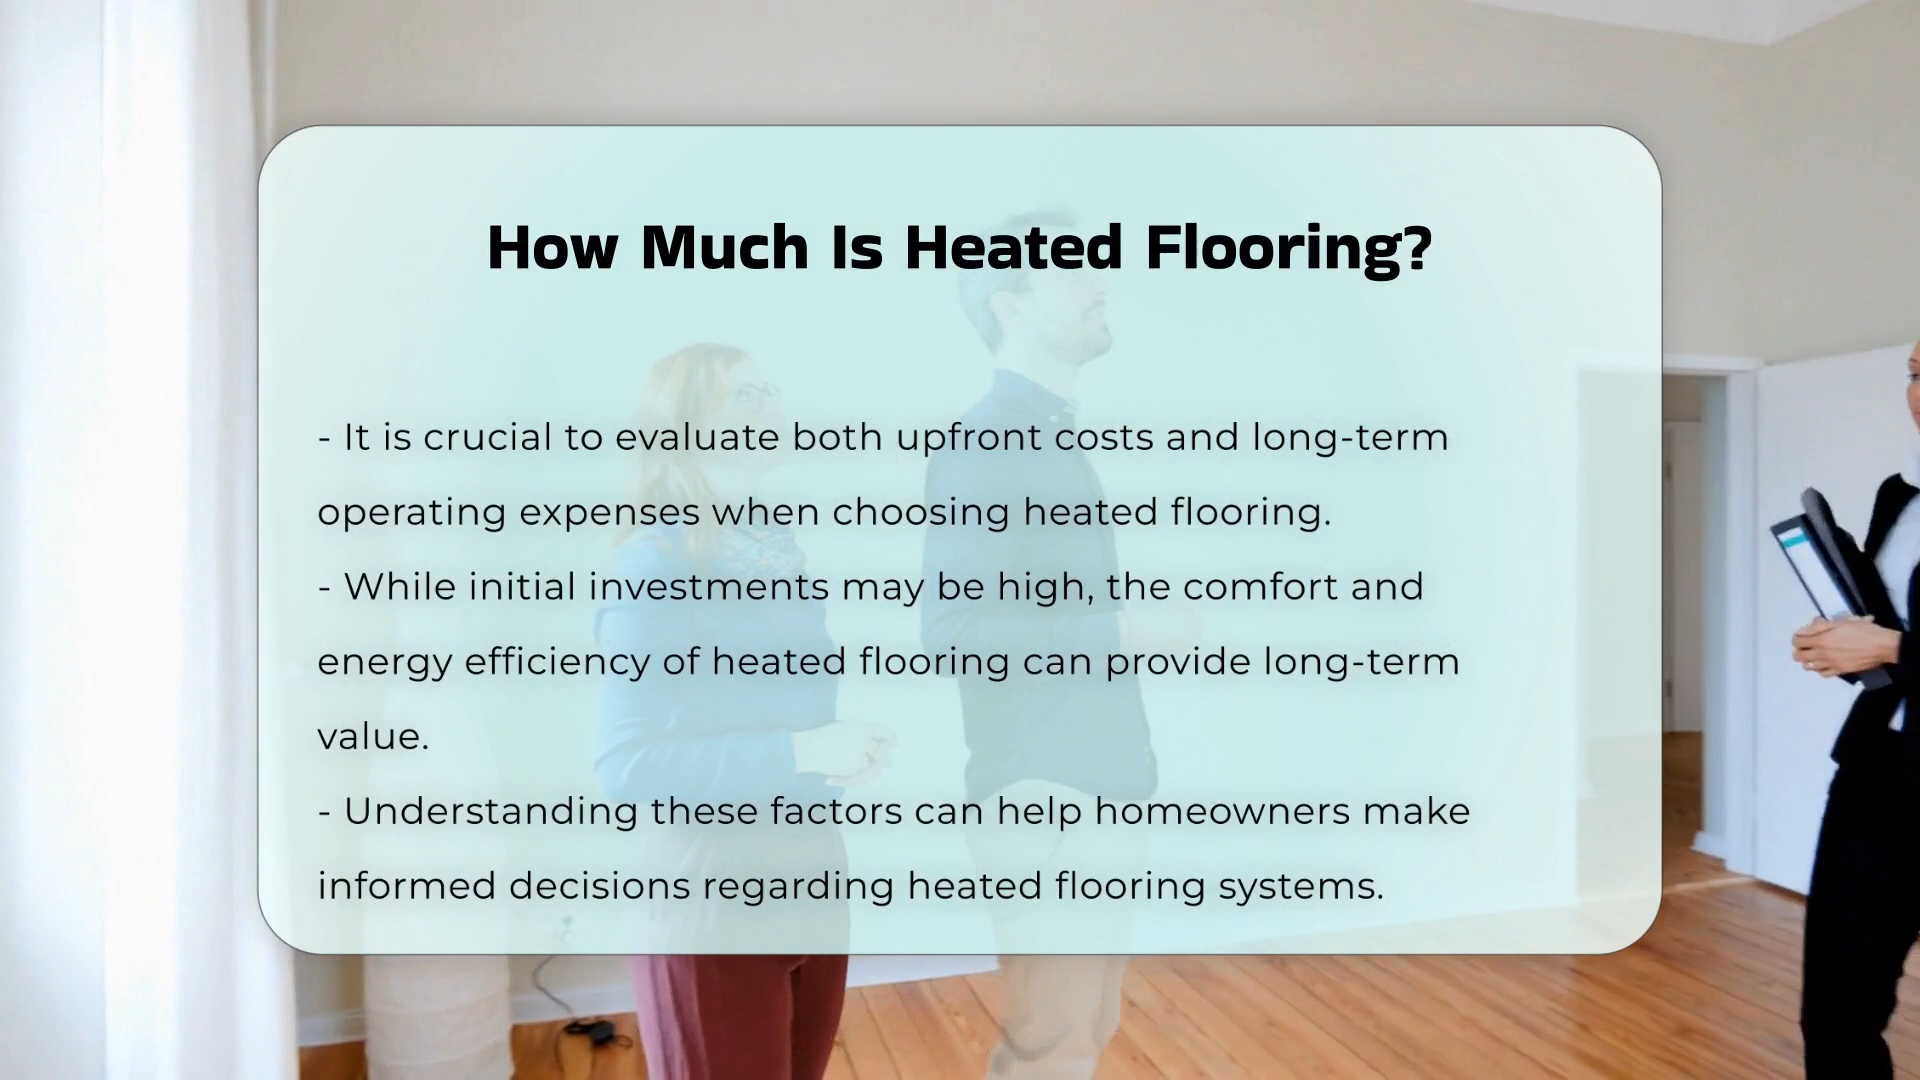 How Much Is Heated Flooring?
- It is crucial to evaluate both upfront costs and long-term
operating expenses when choosing heated flooring.
- While initial investments may be high, the comfort and
energy efficiency of heated flooring can provide long-term
value.
- Understanding these factors can help homeowners make
informed decisions regarding heated flooring systems.